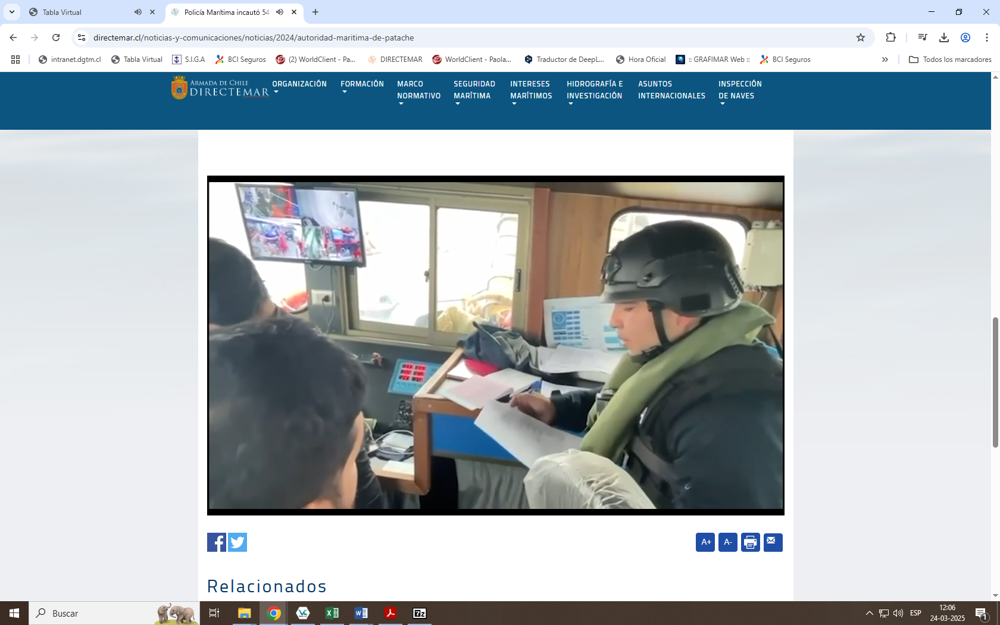 Tabla Virtual
Policía Marítima incautó 54
directemar.cl/noticias-y-comunicaciones/noticias/2024/autoridad-maritima-de-patache
intranet.dgtm.cl
Tabla Virtual
S.I.G.A
BCI Seguros
(2) WorldClient - Pa...
DIRECTEMAR
WorldClient - Paola...
Traductor de DeepL...
Hora Oficial
:: GRAFIMAR Web ::
BCI Seguros
Todos los marcadores
ARMADA DE CHILE
DIRECTEMAR
ORGANIZACIÓN
FORMACIÓN
MARCO
NORMATIVO
SEGURIDAD
MARÍTIMA
INTERESES
MARÍTIMOS
HIDROGRAFÍA E
INVESTIGACIÓN
ASUNTOS
INTERNACIONALES
INSPECCIÓN
DE NAVES
A+
A-
Relacionados
Buscar
ESP
12:06
24-03-2025
1